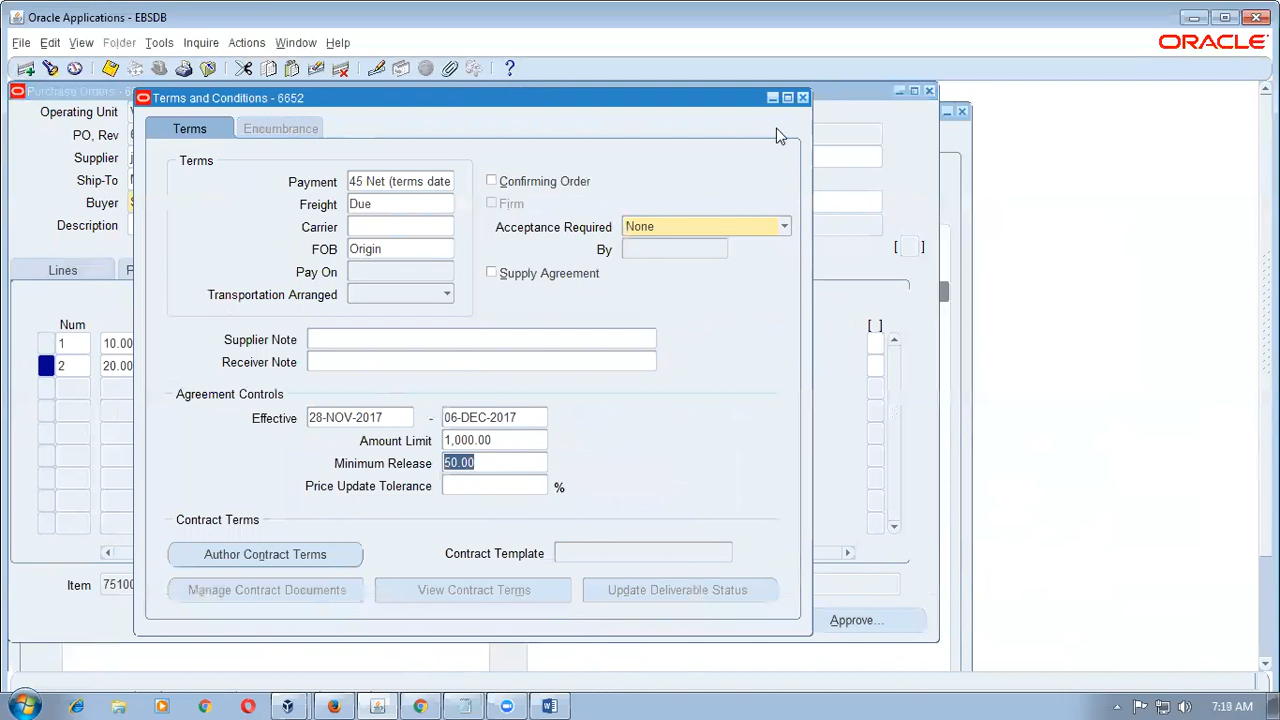 Oracle Applications - EBSDB
File Edit View Folder Tools Inquire Actions Window Help
ORACLE
Purchase Orders
Terms and Conditions - 6652
Operating Unit
PO, Rev 6
Supplier
Ship-To
Buyer
Description
Terms Encumbrance
Terms
Payment 45 Net (terms date
Freight Due
Carrier
FOB Origin
Pay On
Transportation Arranged
Confirming Order
Firm
Acceptance Required None
By
Supply Agreement
[ ]
Lines P
Num [ ]
1 10.00
2 20.00
Supplier Note
Receiver Note
Agreement Controls
Effective 28-NOV-2017 - 06-DEC-2017
Amount Limit 1,000.00
Minimum Release 50.00
Price Update Tolerance %
Contract Terms
Author Contract Terms Contract Template
Manage Contract Documents View Contract Terms Update Deliverable Status
Item 75100
Approve...
7:19 AM